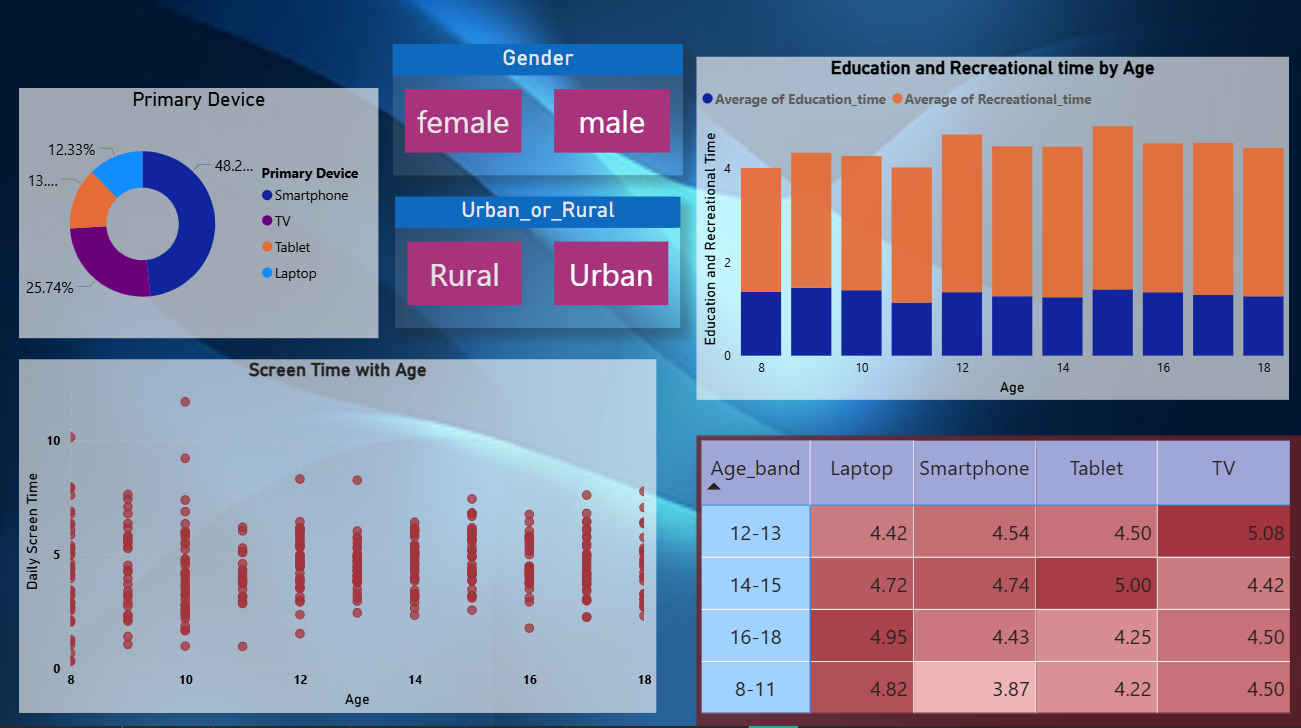 Primary Device
12.33%
48.2...
13....
25.74%
Primary Device
Smartphone
TV
Tablet
Laptop
Gender
female
male
Urban_or_Rural
Rural
Urban
Education and Recreational time by Age
Average of Education_time
Average of Recreational_time
Education and Recreational Time
4
2
0
8
10
12
14
16
18
Age
Screen Time with Age
Daily Screen Time
10
5
0
8
10
12
14
16
18
Age
Age_band Laptop Smartphone Tablet TV
12-13 4.42 4.54 4.50 5.08
14-15 4.72 4.74 5.00 4.42
16-18 4.95 4.43 4.25 4.50
8-11 4.82 3.87 4.22 4.50